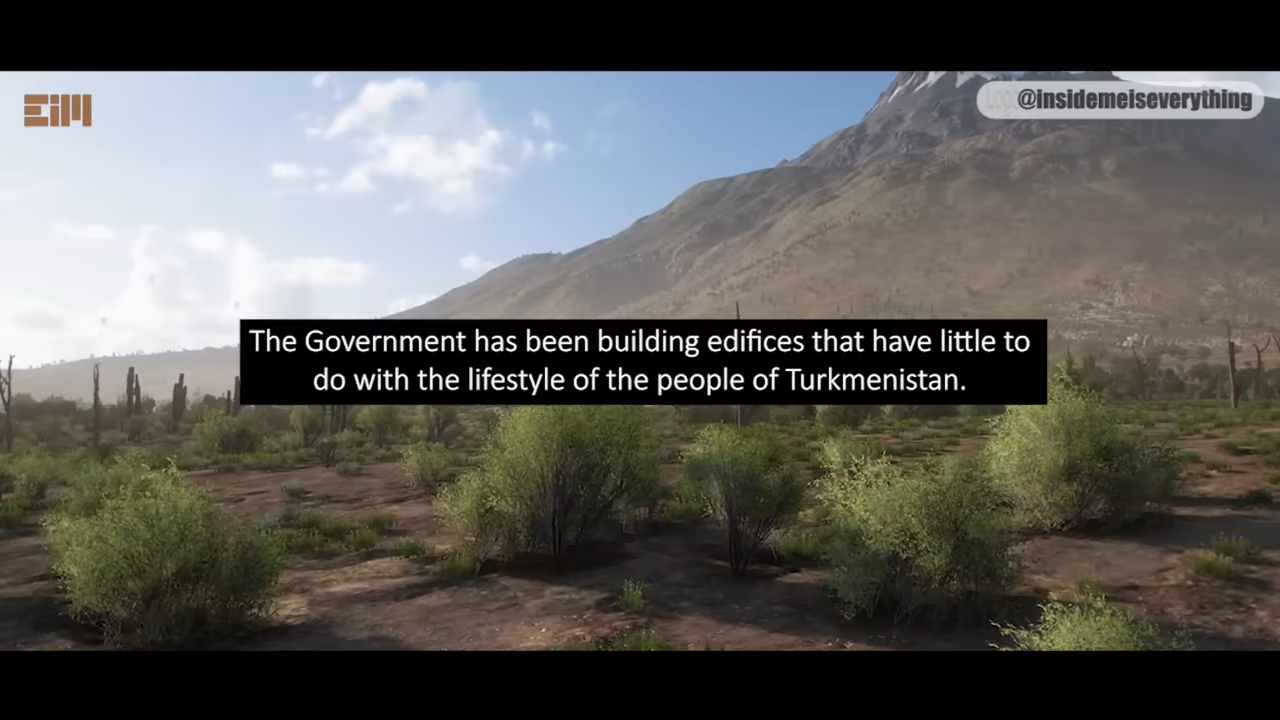 EIM
@insidemeiseverything
The Government has been building edifices that have little to
do with the lifestyle of the people of Turkmenistan.